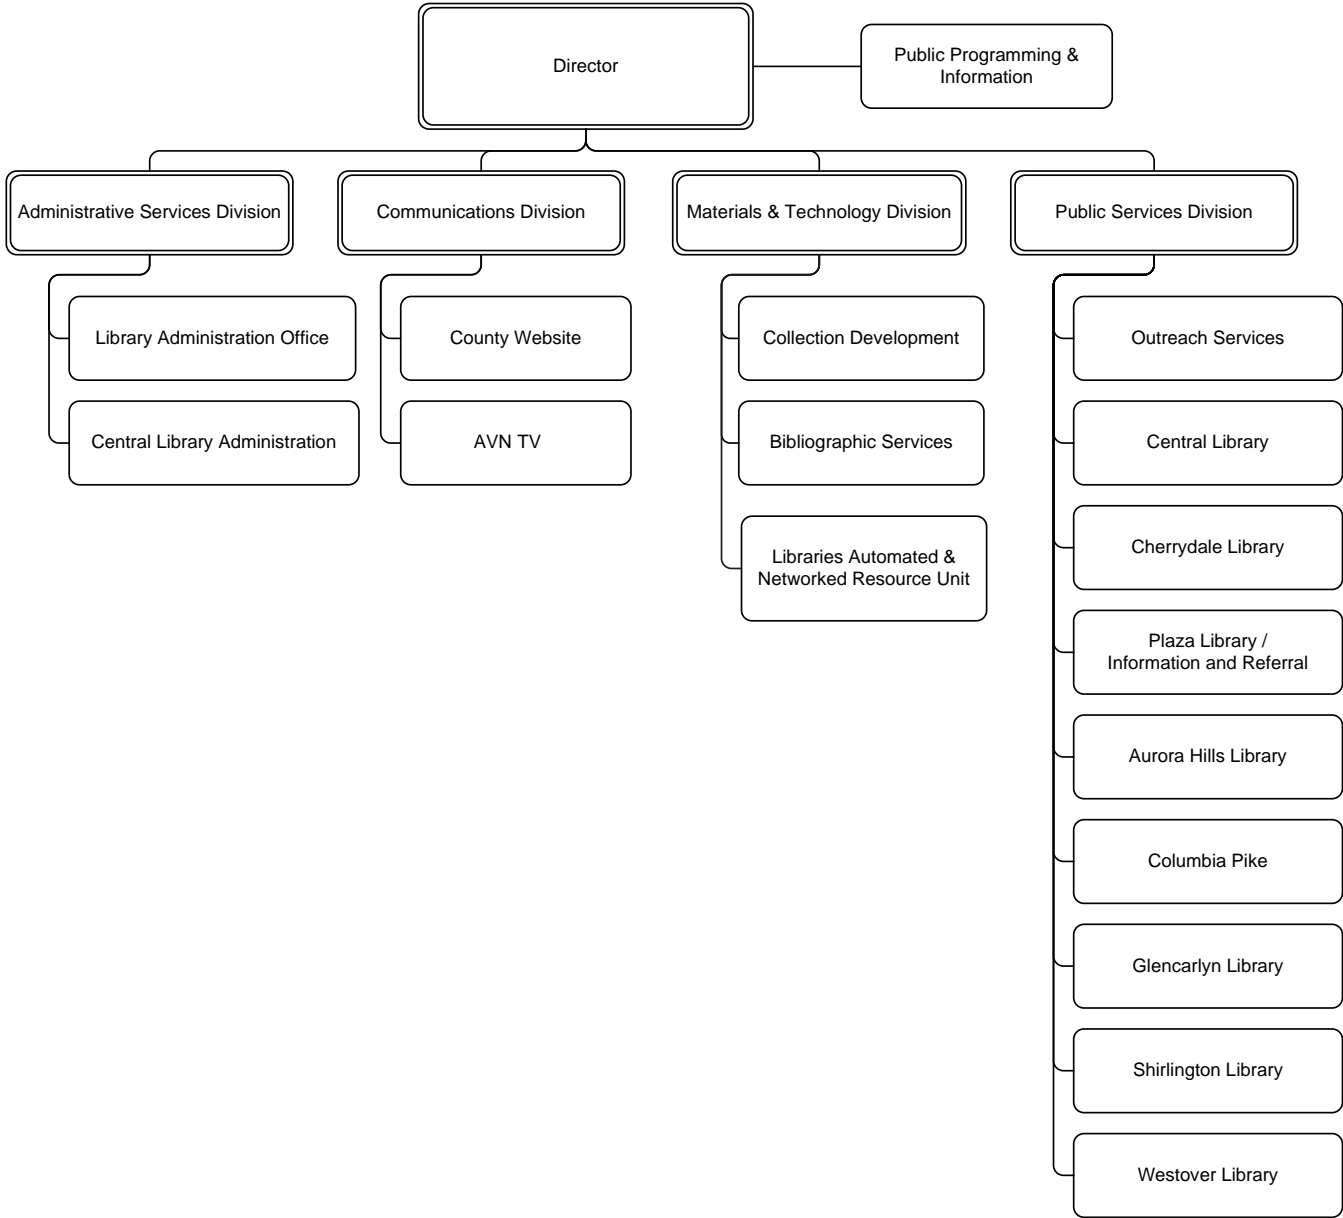 Director
Public Programming &
Information
Administrative Services Division
Communications Division
Materials & Technology Division
Public Services Division
Library Administration Office
Central Library Administration
County Website
AVN TV
Collection Development
Bibliographic Services
Libraries Automated &
Networked Resource Unit
Outreach Services
Central Library
Cherrydale Library
Plaza Library /
Information and Referral
Aurora Hills Library
Columbia Pike
Glencarlyn Library
Shirlington Library
Westover Library